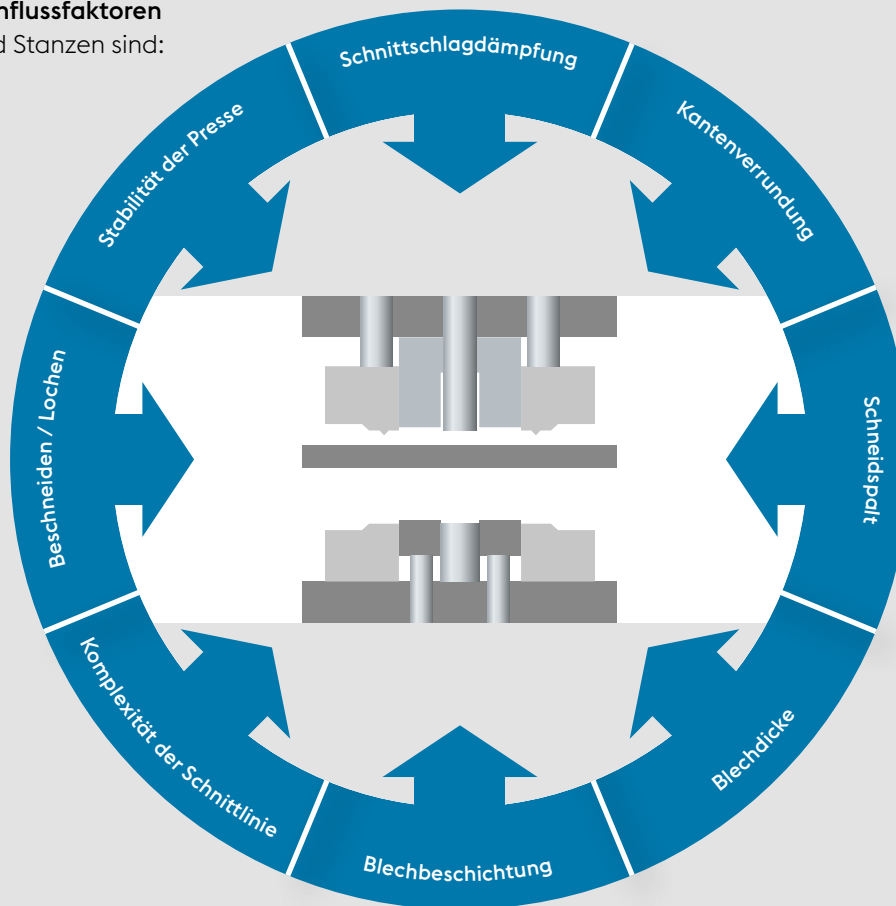 nflussfaktoren
d Stanzen sind:
Schnittschlagdämpfung
Kantenverrundung
Schneidspalt
Blechdicke
Blechbeschichtung
Komplexität der Schnittlinie
Beschneiden / Lochen
Stabilität der Presse